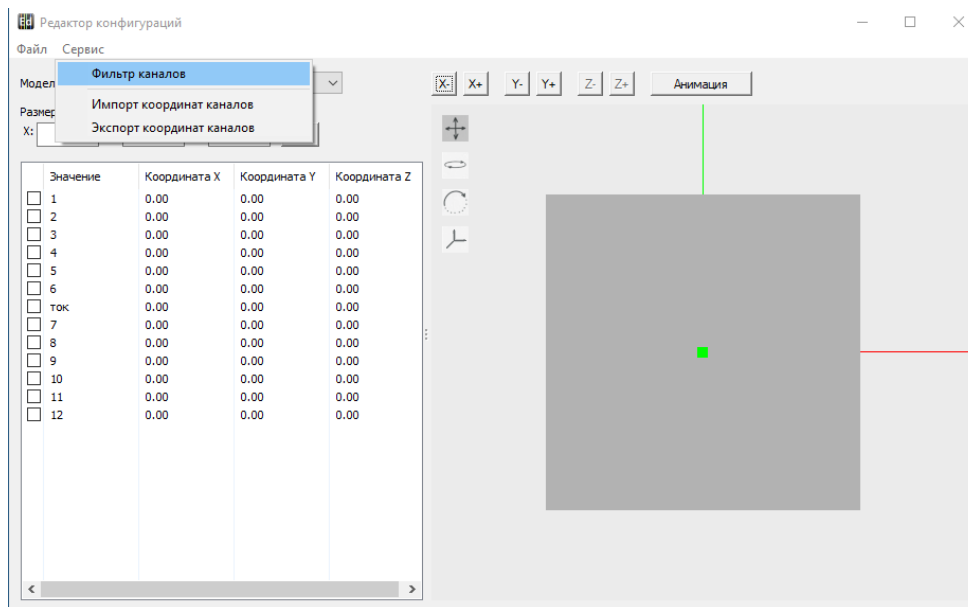 Редактор конфигураций
Файл Сервис
Фильтр каналов
Импорт координат каналов
Экспорт координат каналов
X:
X- X+ Y- Y+ Z- Z+ Анимация
Значение Координата X Координата Y Координата Z
1 0.00 0.00 0.00
2 0.00 0.00 0.00
3 0.00 0.00 0.00
4 0.00 0.00 0.00
5 0.00 0.00 0.00
6 0.00 0.00 0.00
ток 0.00 0.00 0.00
7 0.00 0.00 0.00
8 0.00 0.00 0.00
9 0.00 0.00 0.00
10 0.00 0.00 0.00
11 0.00 0.00 0.00
12 0.00 0.00 0.00